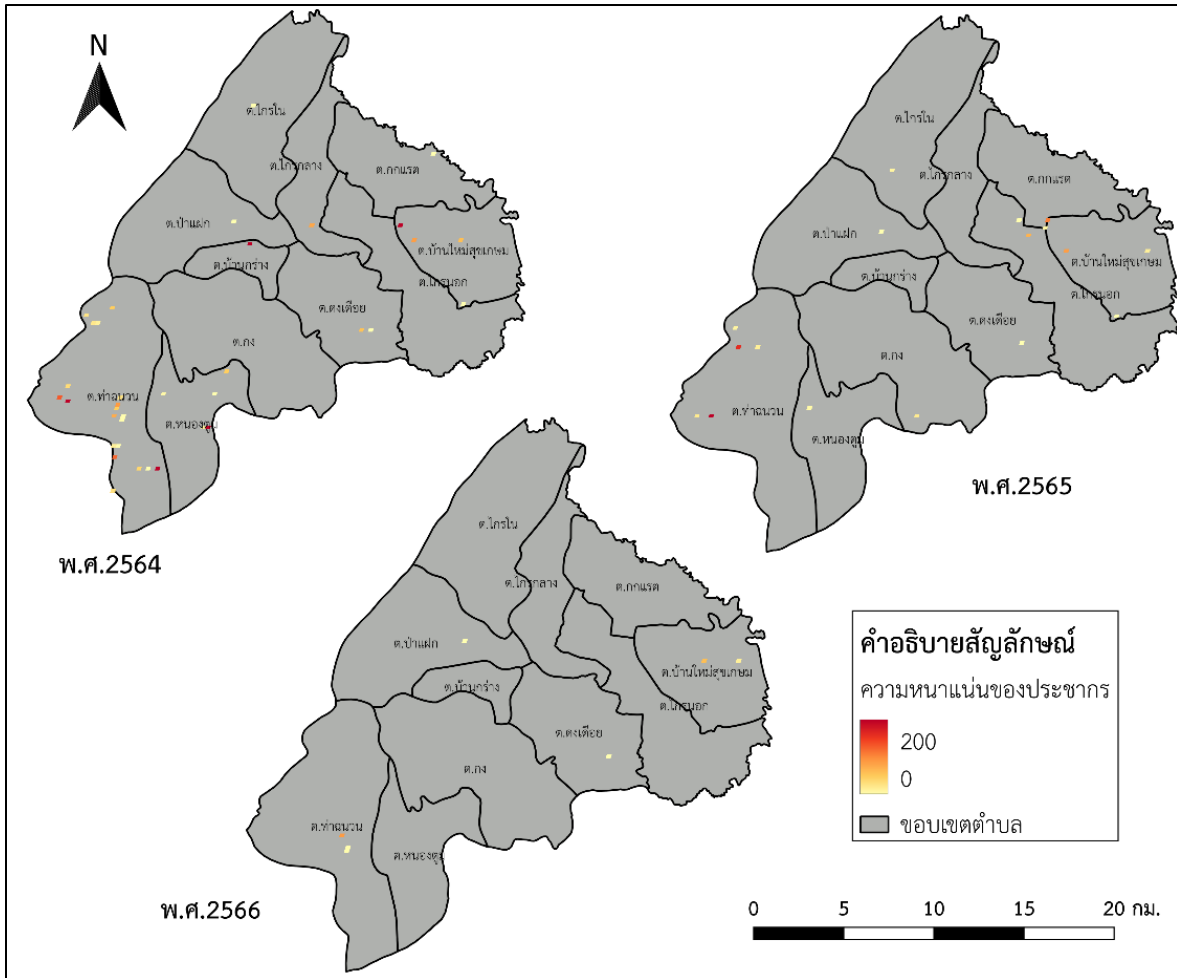 N
ต.ไกรใน
ต.ไกรกลาง
ต.กกแรต
ต.ป่าแฝก
ต.บ้านใหม่สุขเกษม
ต.บ้านกร่าง
ต.ไกรนอก
ต.ดงเดือย
ต.กง
ต.ท่าฉนวน
ต.หนองตูม
พ.ศ.2564
ต.ไกรใน
ต.ไกรกลาง
ต.กกแรต
ต.ป่าแฝก
ต.บ้านใหม่สุขเกษม
ต.บ้านกร่าง
ต.ไกรนอก
ต.ดงเดือย
ต.กง
ต.ท่าฉนวน
ต.หนองตูม
พ.ศ.2565
ต.ไกรใน
ต.ไกรกลาง
ต.กกแรต
ต.ป่าแฝก
ต.บ้านใหม่สุขเกษม
ต.บ้านกร่าง
ต.ไกรนอก
ต.ดงเดือย
ต.กง
ต.ท่าฉนวน
ต.หนองตูม
พ.ศ.2566
คำอธิบายสัญลักษณ์
ความหนาแน่นของประชากร
200
0
ขอบเขตตำบล
0 5 10 15 20 กม.